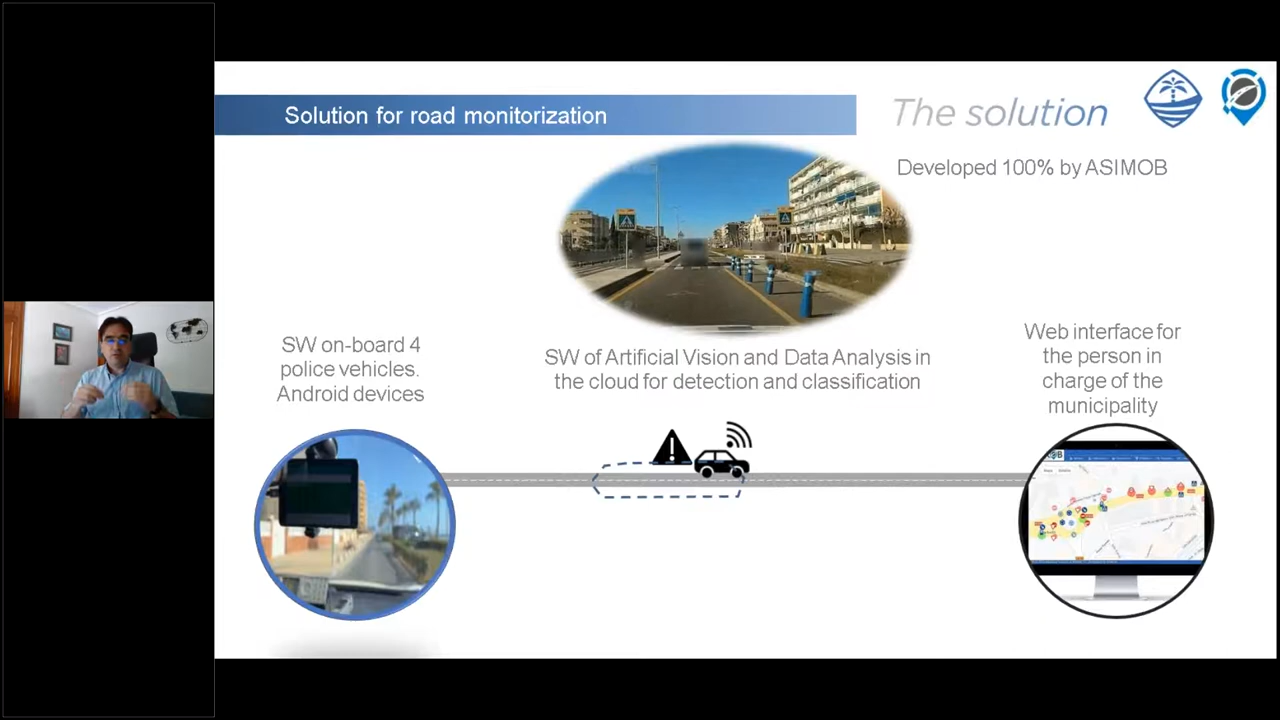 Solution for road monitorization
The solution
Developed 100% by ASIMOB
SW on-board 4
police vehicles.
Android devices
SW of Artificial Vision and Data Analysis in
the cloud for detection and classification
Web interface for
the person in
charge of the
municipality